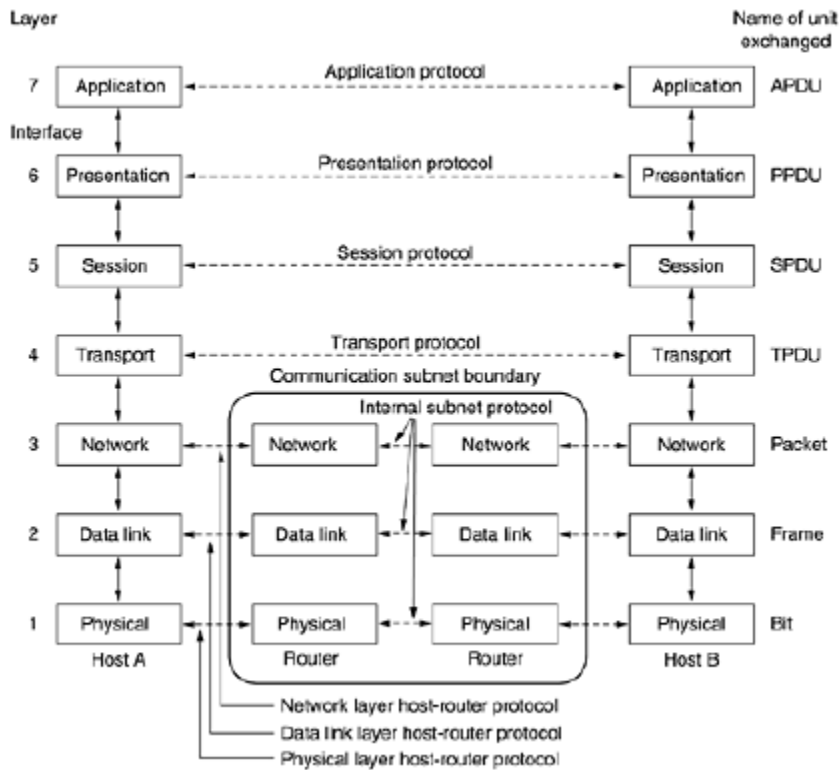 Layer
Name of unit
exchanged
Application protocol
7 Application Application APDU
Interface
Presentation protocol
6 Presentation Presentation PPDU
Session protocol
5 Session Session SPDU
Transport protocol
4 Transport Transport TPDU
Communication subnet boundary
Internal subnet protocol
3 Network Network Network Network Packet
2 Data link Data link Data link Data link Frame
1 Physical Physical Physical Physical Bit
Host A Router Router Host B
Network layer host-router protocol
Data link layer host-router protocol
Physical layer host-router protocol